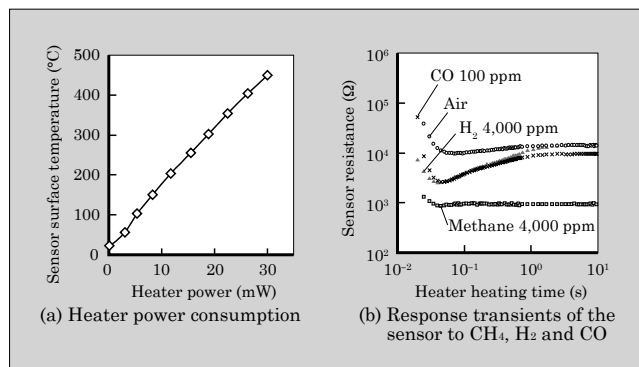 Sensor surface temperature (°C)
500
400
300
200
100
0
0
10
20
30
Heater power (mW)
(a) Heater power consumption
Sensor resistance (Ω)
10⁶
10⁵
10⁴
10³
10²
CO 100 ppm
Air
H₂ 4,000 ppm
Methane 4,000 ppm
10⁻²
10⁻¹
10⁰
10¹
Heater heating time (s)
(b) Response transients of the
sensor to CH₄, H₂ and CO